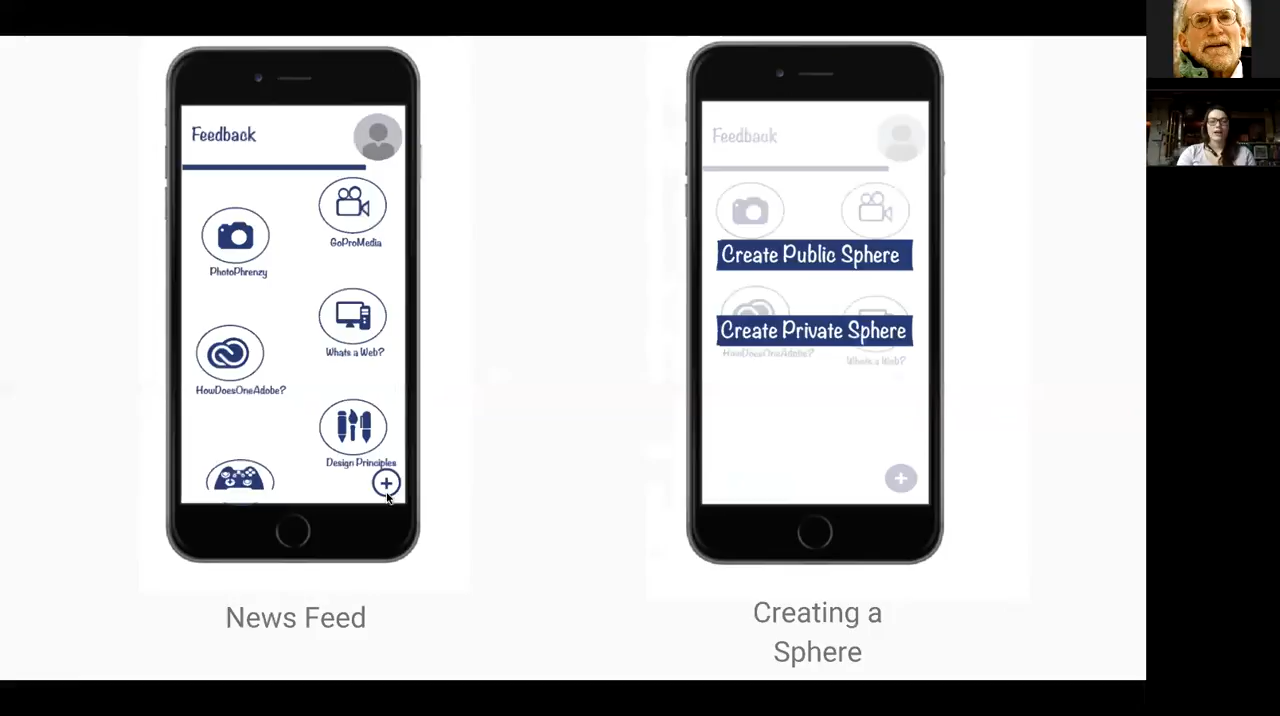 Feedback
GoProMedia
PhotoPhrenzy
Whats a Web?
HowDoesOneAdobe?
Design Principles
News Feed
Feedback
Create Public Sphere
Create Private Sphere
HowDoesOneAdobe?
Whats a Web?
Creating a
Sphere